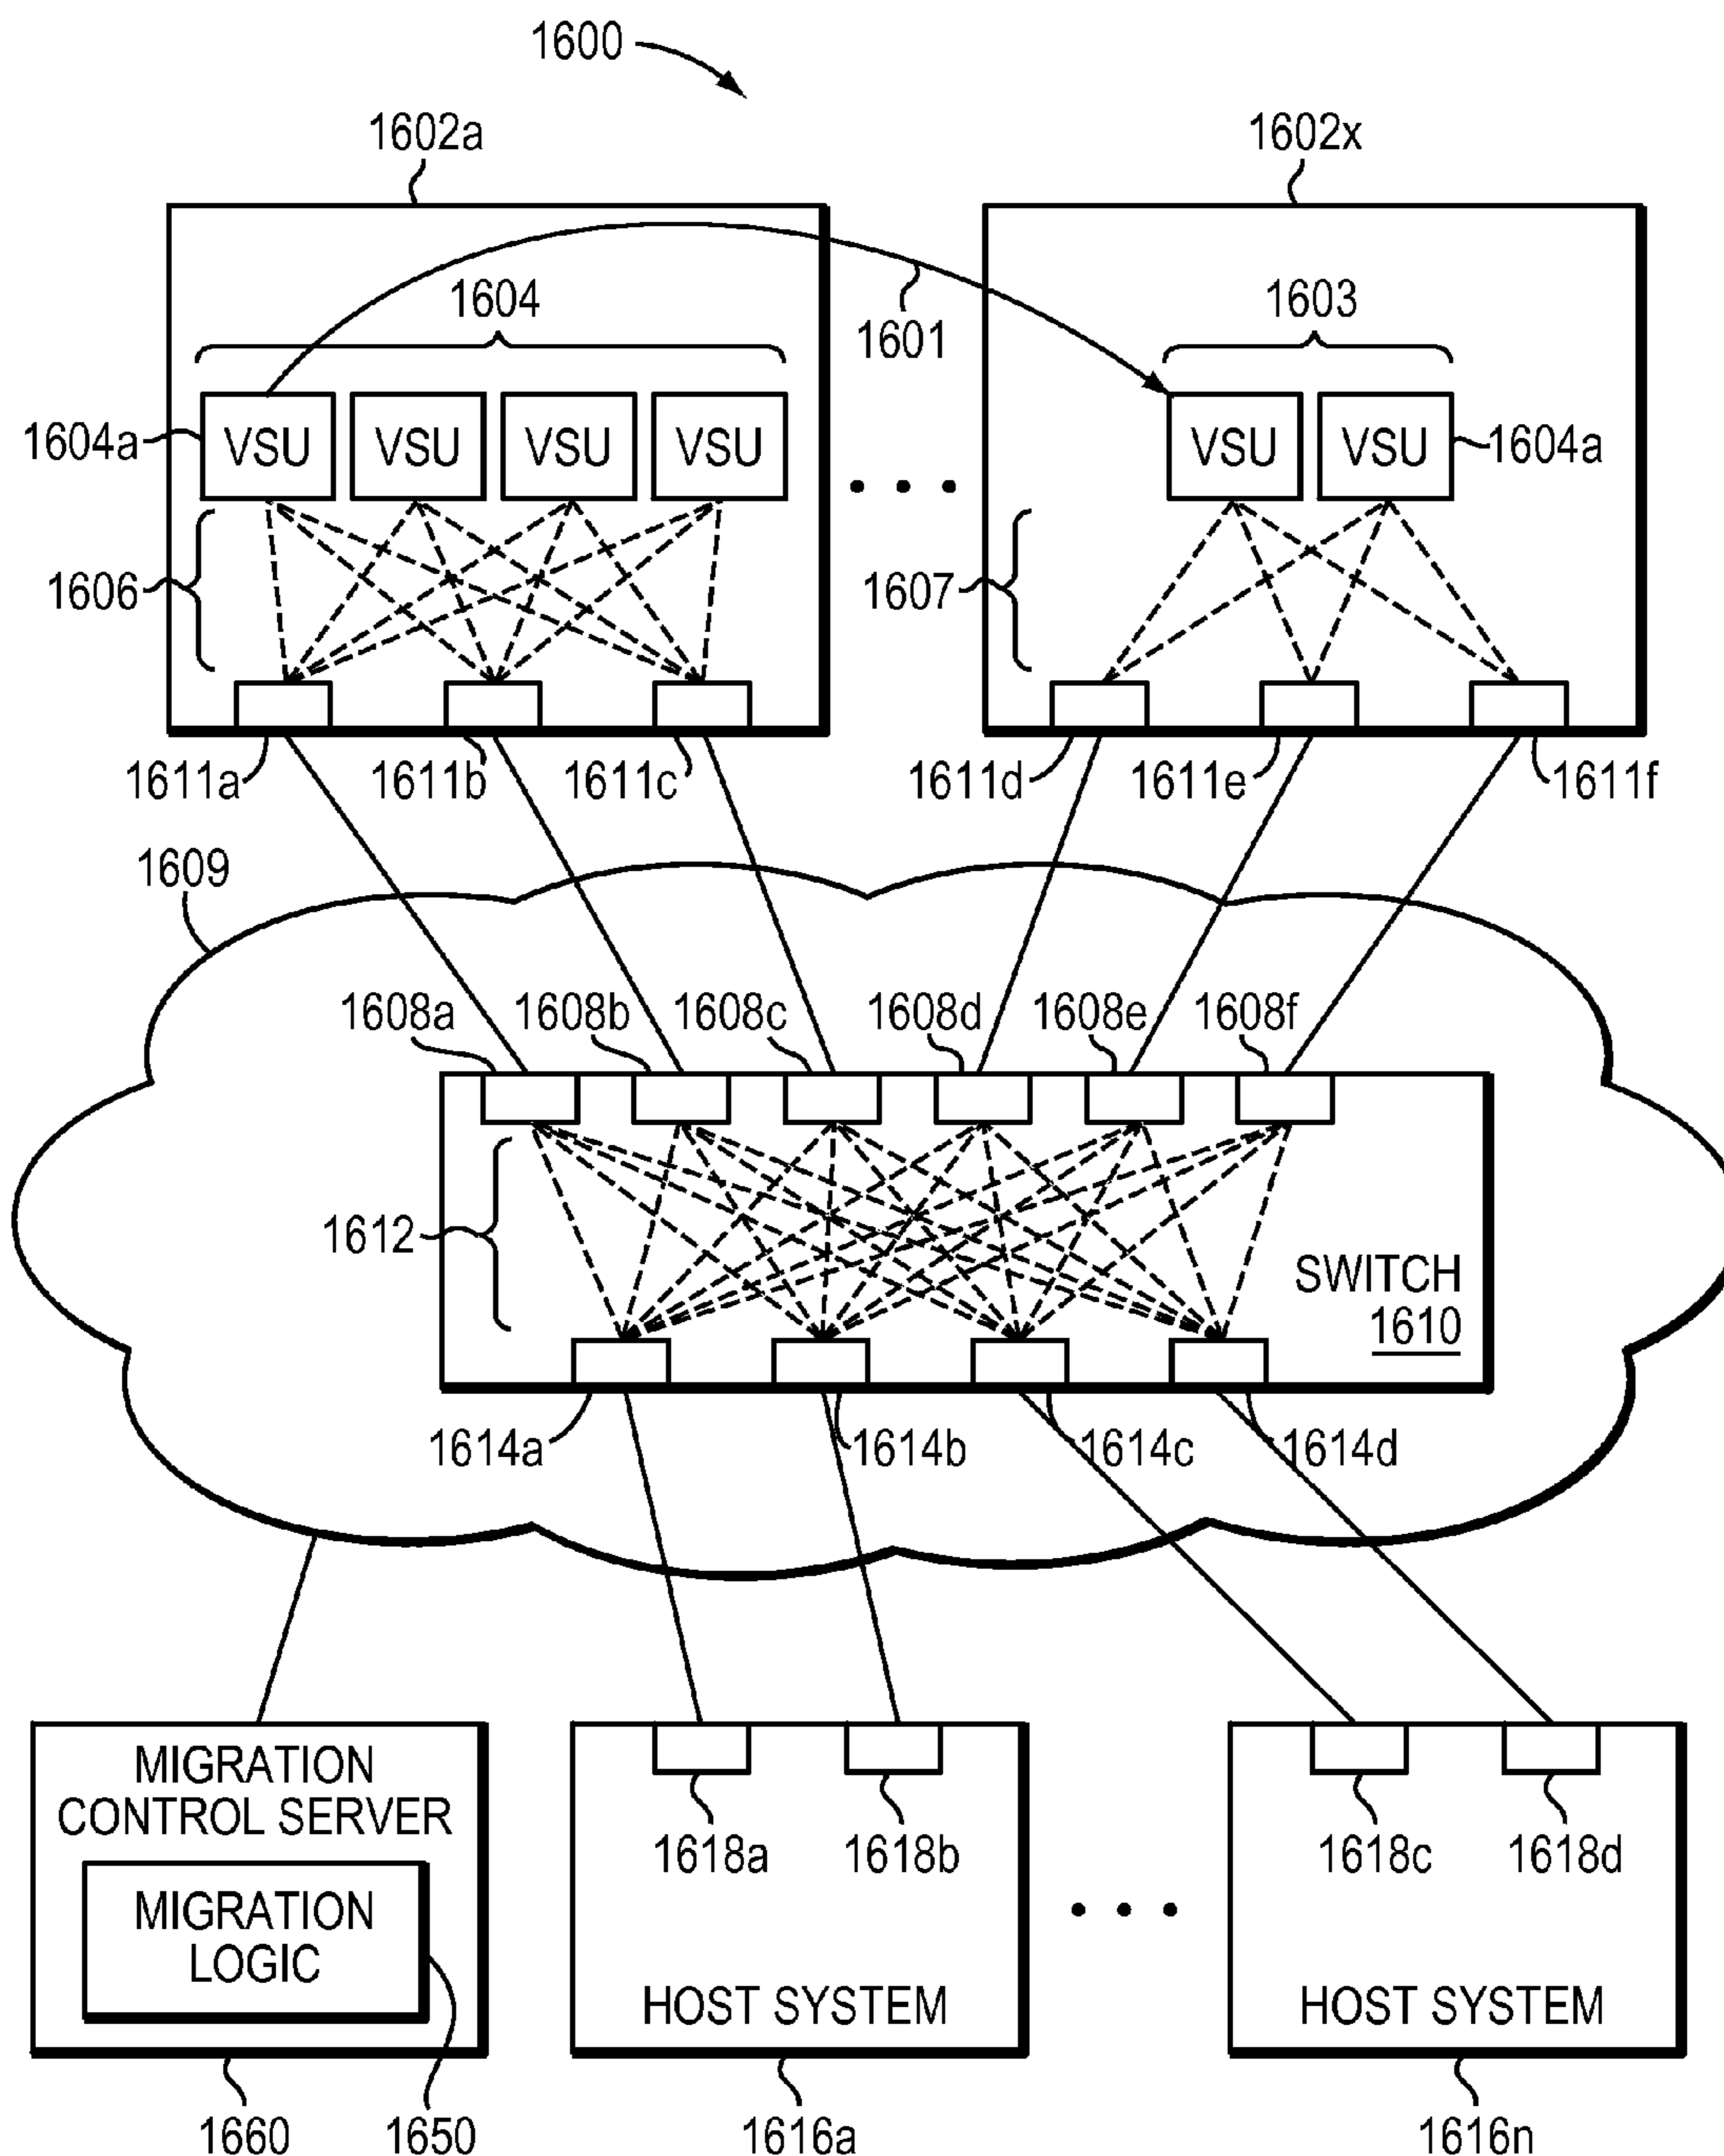 1600
1602a 1602x
1604 1601 1603
1604a VSU VSU VSU VSU VSU VSU 1604a
1606 1607
1611a 1611b 1611c 1611d 1611e 1611f
1609
1608a 1608b 1608c 1608d 1608e 1608f
1612
SWITCH
1610
1614a 1614b 1614c 1614d
MIGRATION
CONTROL SERVER
1618a 1618b 1618c 1618d
MIGRATION
LOGIC
HOST SYSTEM HOST SYSTEM
1660 1650 1616a 1616n